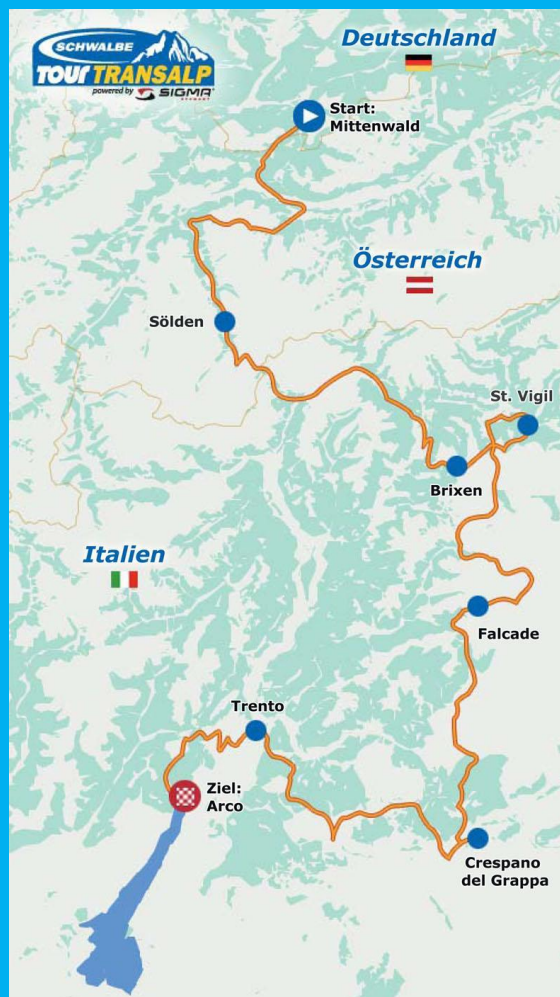 SCHWALBE
TOUR TRANSALP
powered by SIGMA
GERMANY
Deutschland
Start:
Mittenwald
Österreich
Sölden
St. Vigil
Brixen
Italien
Falcade
Trento
Ziel:
Arco
Crespano
del Grappa